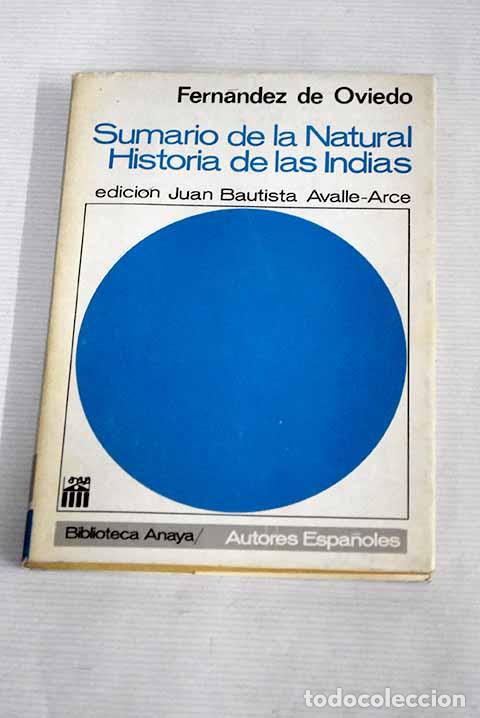 Fernandez de Oviedo
Sumario de la Natural
Historia de las Indias
edicion Juan Bautista Avalle-Arce
Biblioteca Anaya/ Autores Españoles
todocoleccion